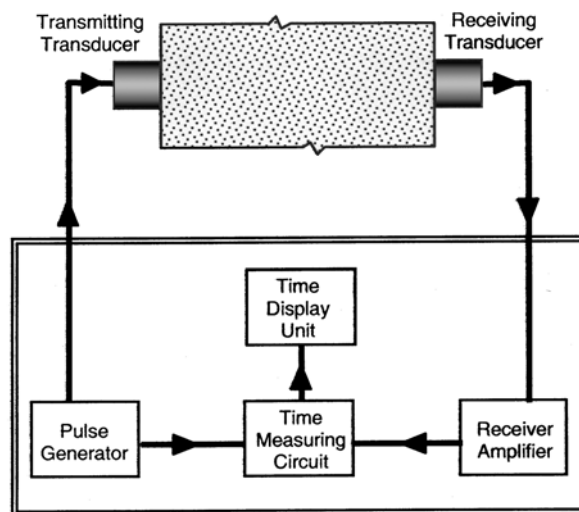 Transmitting
Transducer
Receiving
Transducer
Time
Display
Unit
Pulse
Generator
Time
Measuring
Circuit
Receiver
Amplifier